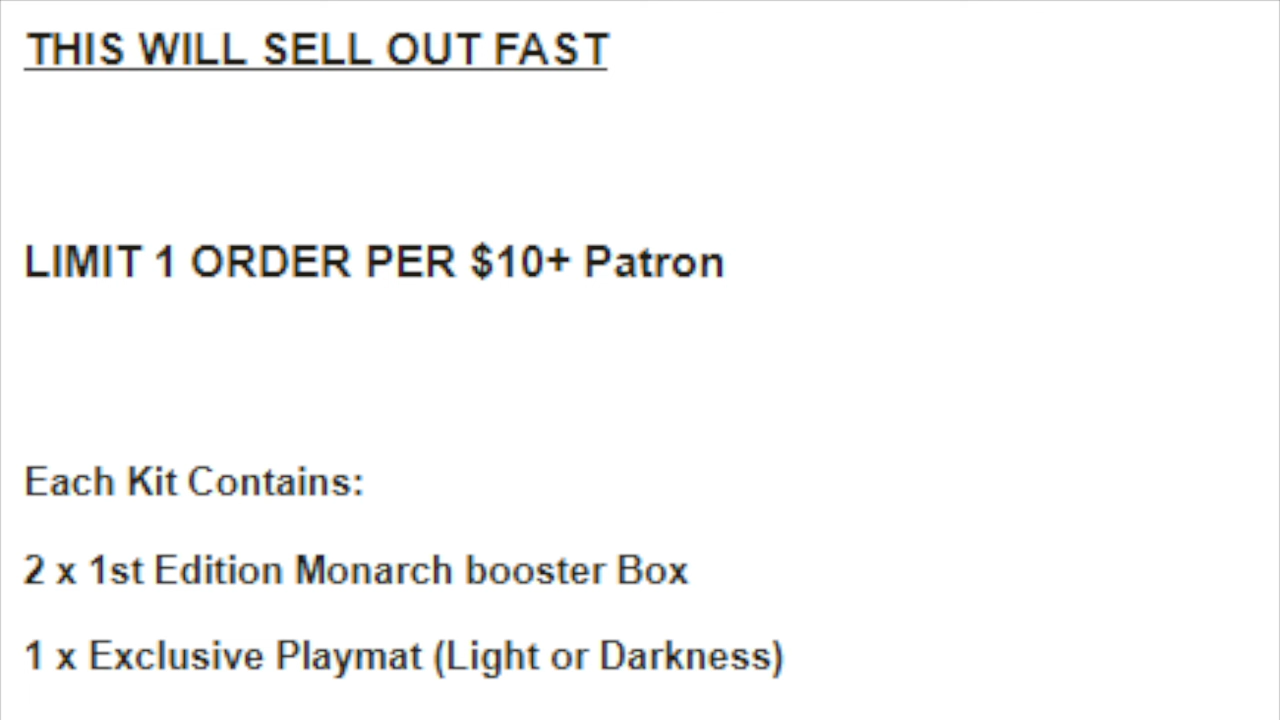 THIS WILL SELL OUT FAST
LIMIT 1 ORDER PER $10+ Patron
Each Kit Contains:
2 x 1st Edition Monarch booster Box
1 x Exclusive Playmat (Light or Darkness)